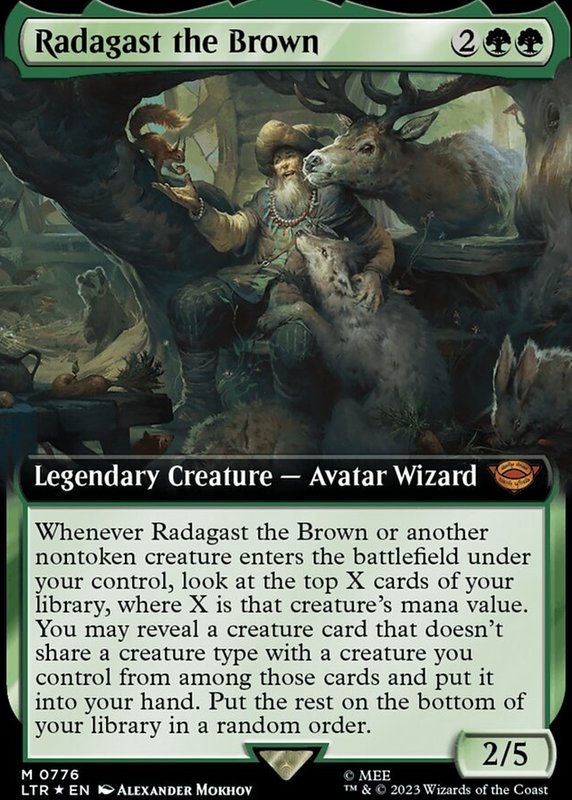 Radagast the Brown 2
Legendary Creature — Avatar Wizard
Whenever Radagast the Brown or another
nontoken creature enters the battlefield under
your control, look at the top X cards of your
library, where X is that creature's mana value.
You may reveal a creature card that doesn't
share a creature type with a creature you
control from among those cards and put it
into your hand. Put the rest on the bottom of
your library in a random order.
2/5
M 0776
LTR ★ EN Alexander Mokhov
© MEE
™ & © 2023 Wizards of the Coast